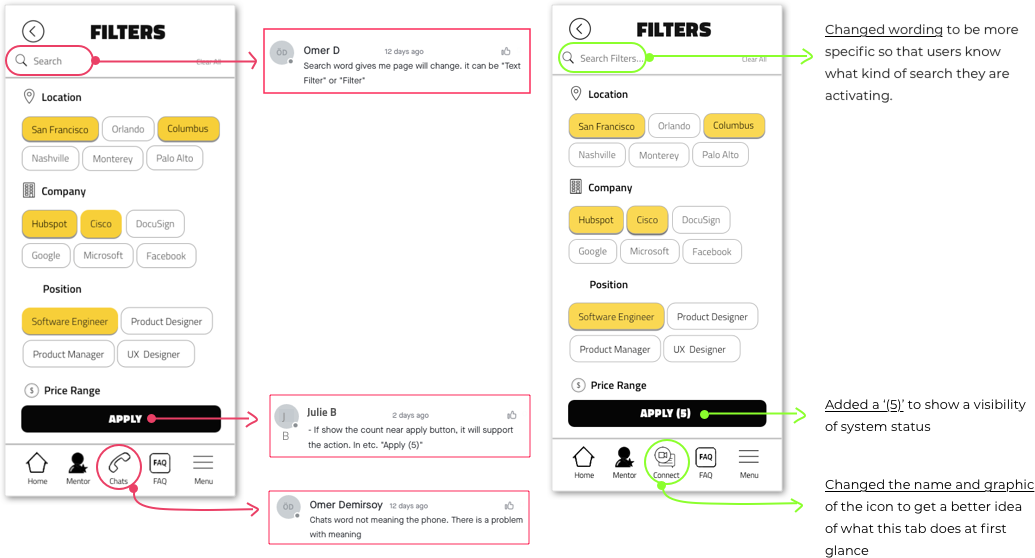 FILTERS
Search
Clear All
Location
San Francisco
Orlando
Columbus
Nashville
Monterey
Palo Alto
Company
Hubspot
Cisco
DocuSign
Google
Microsoft
Facebook
Position
Software Engineer
Product Designer
Product Manager
UX Designer
$
Price Range
APPLY
Home
Mentor
Chats
FAQ
FAQ
Menu
ÖD
Omer D
12 days ago
Search word gives me page will change. it can be "Text
Filter" or "Filter"
J
B
Julie B
2 days ago
- If show the count near apply button, it will support
the action. In etc. "Apply (5)"
ÖD
Omer Demirsoy
12 days ago
Chats word not meaning the phone. There is a problem
with meaning
FILTERS
Search Filters...
Clear All
Location
San Francisco
Orlando
Columbus
Nashville
Monterey
Palo Alto
Company
Hubspot
Cisco
DocuSign
Google
Microsoft
Facebook
Position
Software Engineer
Product Designer
Product Manager
UX Designer
$
Price Range
APPLY (5)
Home
Mentor
Connect
FAQ
FAQ
Menu
Changed wording to be more
specific so that users know
what kind of search they are
activating.
Added a ‘(5)’ to show a visibility
of system status
Changed the name and graphic
of the icon to get a better idea
of what this tab does at first
glance